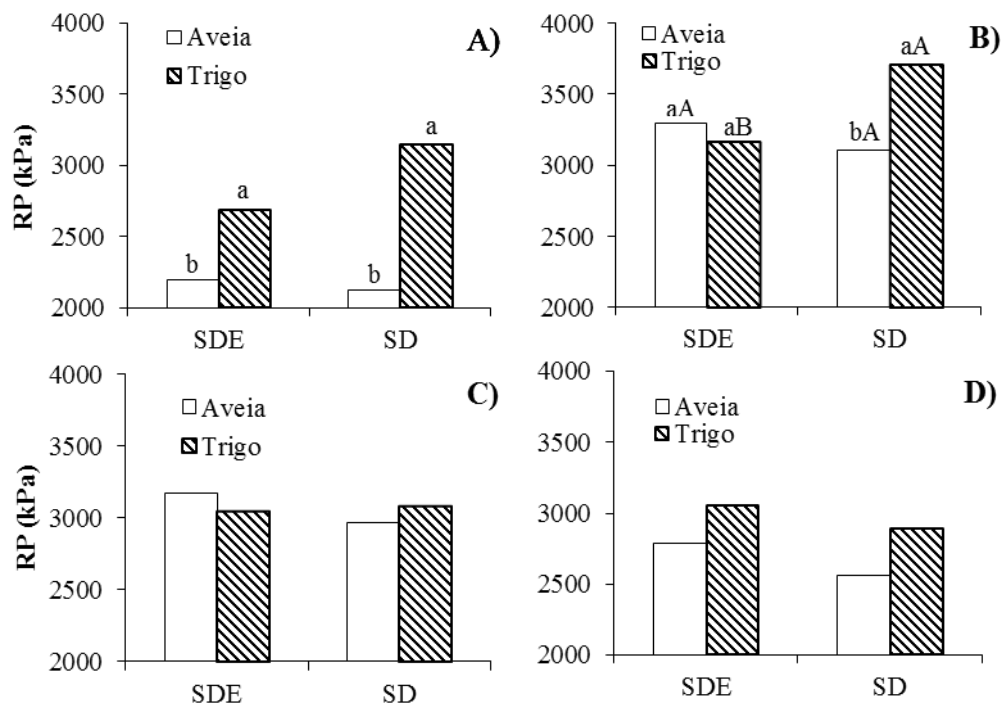 4000
3500
3000
2500
2000
RP (kPa)
Aveia
Trigo
A)
b
a
b
a
SDE
SD
4000
3500
3000
2500
2000
Aveia
Trigo
B)
aA
aB
bA
aA
SDE
SD
4000
3500
3000
2500
2000
RP (kPa)
Aveia
Trigo
C)
SDE
SD
4000
3500
3000
2500
2000
Aveia
Trigo
D)
SDE
SD